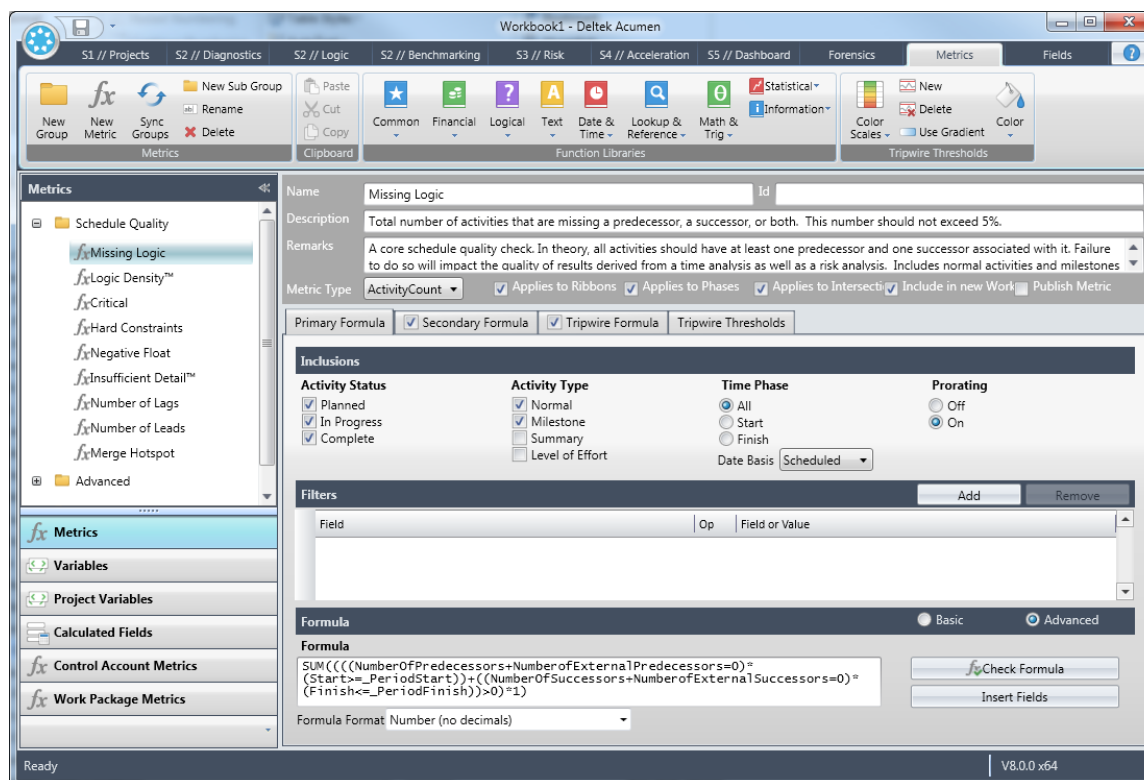 Workbook1 - Deltek Acumen
S1 // Projects S2 // Diagnostics S2 // Logic S2 // Benchmarking S3 // Risk S4 // Acceleration S5 // Dashboard Forensics Metrics Fields
New Group
New Metric
Sync Groups
New Sub Group
Rename
Delete
Metrics
Paste
Cut
Copy
Clipboard
Common
Financial
Logical
Text
Date & Time
Lookup & Reference
Math & Trig
Statistical
Information
Function Libraries
Color Scales
New
Delete
Use Gradient
Color
Tripwire Thresholds
Metrics
Schedule Quality
fxMissing Logic
fxLogic Density™
fxCritical
fxHard Constraints
fxNegative Float
fxInsufficient Detail™
fxNumber of Lags
fxNumber of Leads
fxMerge Hotspot
Advanced
fx Metrics
Variables
Project Variables
Calculated Fields
fx Control Account Metrics
fx Work Package Metrics
Name Missing Logic Id
Description Total number of activities that are missing a predecessor, a successor, or both. This number should not exceed 5%.
Remarks A core schedule quality check. In theory, all activities should have at least one predecessor and one successor associated with it. Failure
to do so will impact the quality of results derived from a time analysis as well as a risk analysis. Includes normal activities and milestones
Metric Type ActivityCount Applies to Ribbons Applies to Phases Applies to Intersecti Include in new Work Publish Metric
Primary Formula Secondary Formula Tripwire Formula Tripwire Thresholds
Inclusions
Activity Status Activity Type Time Phase Prorating
Planned Normal All Off
In Progress Milestone Start On
Complete Summary Finish
Level of Effort Date Basis Scheduled
Filters Add Remove
Field Op Field or Value
Formula Basic Advanced
Formula
SUM((((NumberOfPredecessors+NumberofExternalPredecessors=0)*
(Start>=_PeriodStart))+((NumberOfSuccessors+NumberofExternalSuccessors=0)*
(Finish<=_PeriodFinish))>0)*1)
Check Formula
Insert Fields
Formula Format Number (no decimals)
Ready V8.0.0 x64